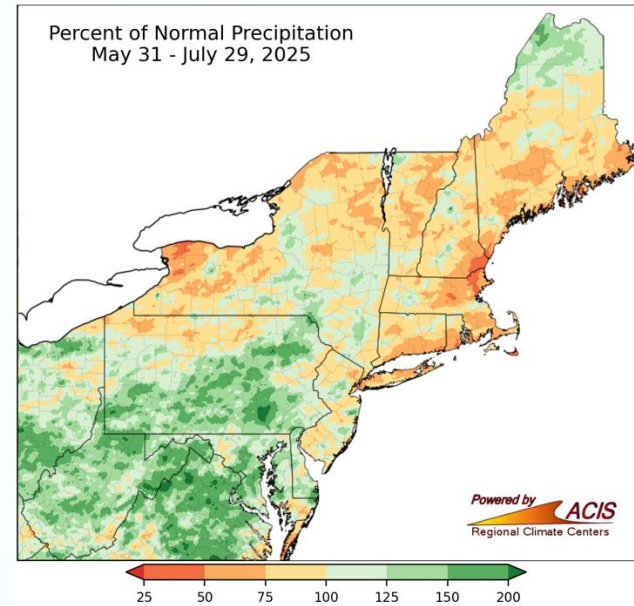 Percent of Normal Precipitation
May 31 - July 29, 2025
Powered by
ACIS
Regional Climate Centers
25 50 75 100 125 150 200